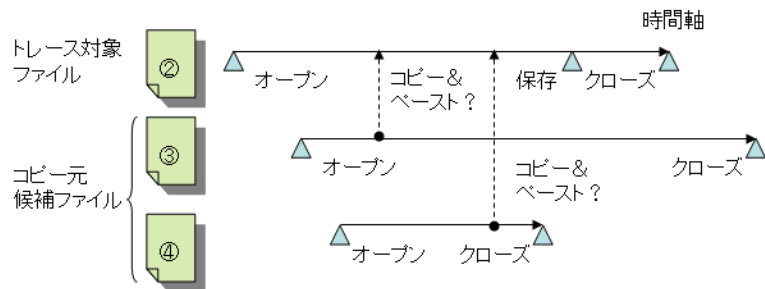 時間軸
トレース対象
ファイル
②
オープン
コピー&
ペースト?
保存
クローズ
コピー元
候補ファイル
③
オープン
コピー&
ペースト?
クローズ
④
オープン
クローズ